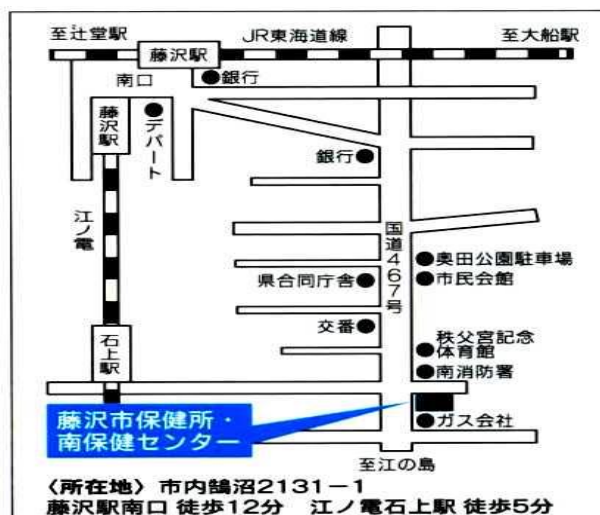 至辻堂駅
藤沢駅
JR東海道線
至大船駅
南口
銀行
藤沢駅
デパート
銀行
江ノ電
国道467号
奥田公園駐車場
県合同庁舎
市民会館
交番
秩父宮記念
体育館
石上駅
南消防署
藤沢市保健所・
南保健センター
ガス会社
至江の島
〈所在地〉市内鵠沼2131－1
藤沢駅南口 徒歩12分　江ノ電石上駅 徒歩5分